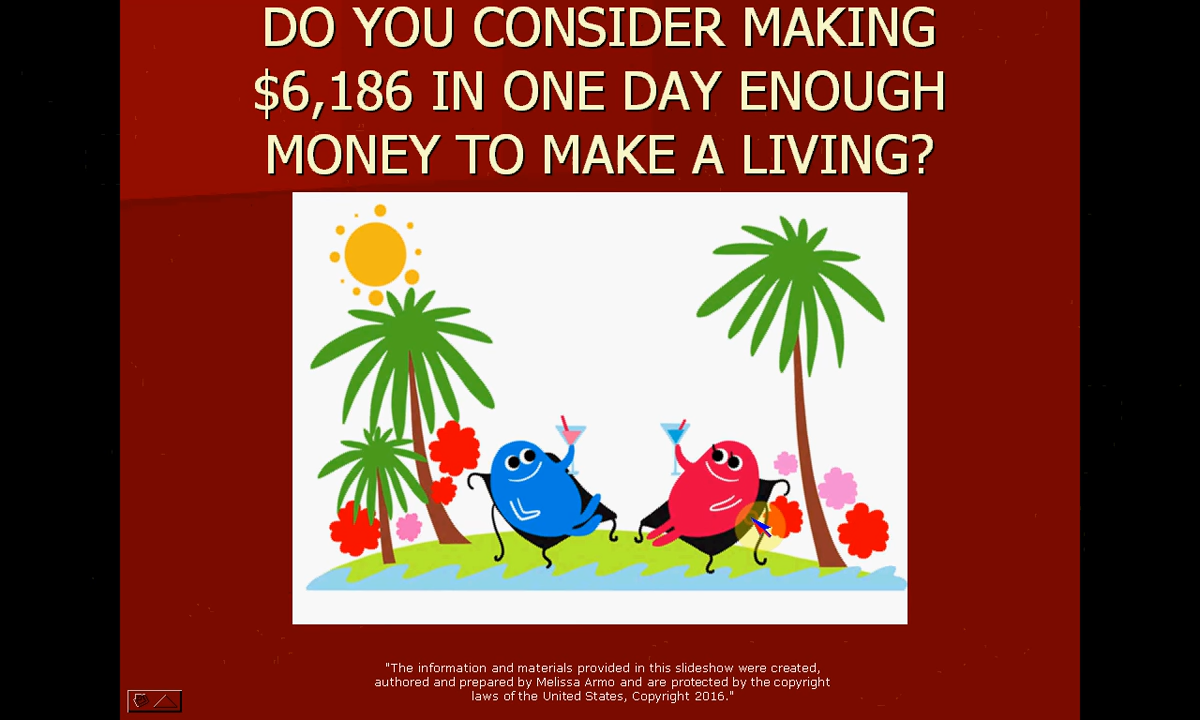 DO YOU CONSIDER MAKING
$6,186 IN ONE DAY ENOUGH
MONEY TO MAKE A LIVING?
"The information and materials provided in this slideshow were created,
authored and prepared by Melissa Armo and are protected by the copyright
laws of the United States, Copyright 2016."